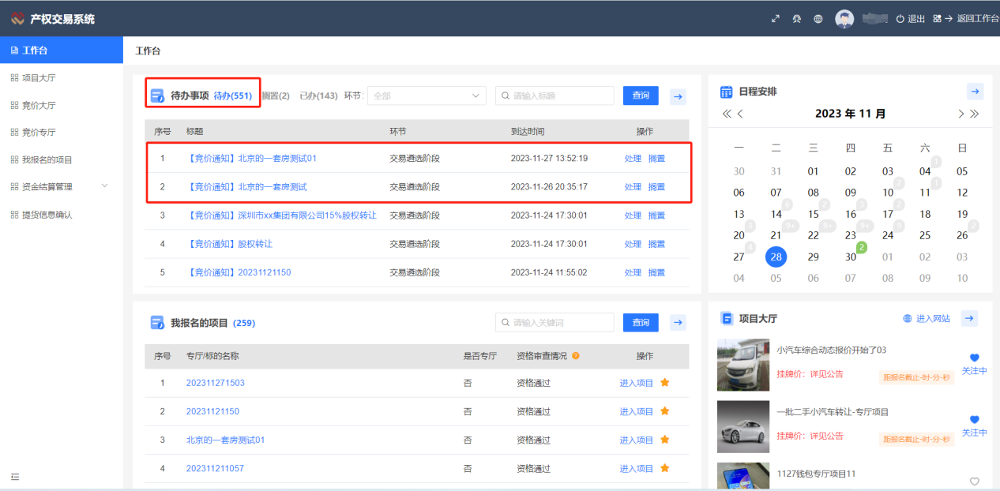 产权交易系统
退出
返回工作台
工作台
项目大厅
竞价大厅
竞价专厅
我报名的项目
资金结算管理
提货信息确认
工作台
待办事项 待办(551) 搁置(2) 已办(143) 环节: 全部 请输入标题 查询
序号 标题 环节 到达时间 操作
1 【竞价通知】北京的一套房测试01 交易遴选阶段 2023-11-27 13:52:19 处理 搁置
2 【竞价通知】北京的一套房测试 交易遴选阶段 2023-11-26 20:35:17 处理 搁置
3 【竞价通知】深圳市xx集团有限公司15%股权转让 交易遴选阶段 2023-11-24 17:30:01 处理 搁置
4 【竞价通知】股权转让 交易遴选阶段 2023-11-24 17:30:01 处理 搁置
5 【竞价通知】20231121150 交易遴选阶段 2023-11-24 11:55:02 处理 搁置
我报名的项目 (259) 请输入关键词 查询
序号 专厅/标的名称 是否专厅 资格审查情况 操作
1 202311271503 否 资格通过 进入项目
2 20231121150 否 资格通过 进入项目
3 北京的一套房测试01 否 资格通过 进入项目
4 202311211057 否 资格通过 进入项目
日程安排
2023 年 11 月
一 二 三 四 五 六 日
30 31 01 02 03 04 05
06 07 08 09 10 11 12
13 14 15 16 17 18 19
20 21 22 23 24 25 26
27 28 29 30 01 02 03
04 05 06 07 08 09 10
项目大厅 进入网站
小汽车综合动态报价开始了03
挂牌价：详见公告
距报名截止-时-分-秒
关注中
一批二手小汽车转让-专厅项目
挂牌价：详见公告
距报名截止-时-分-秒
关注中
1127钱包专厅项目11